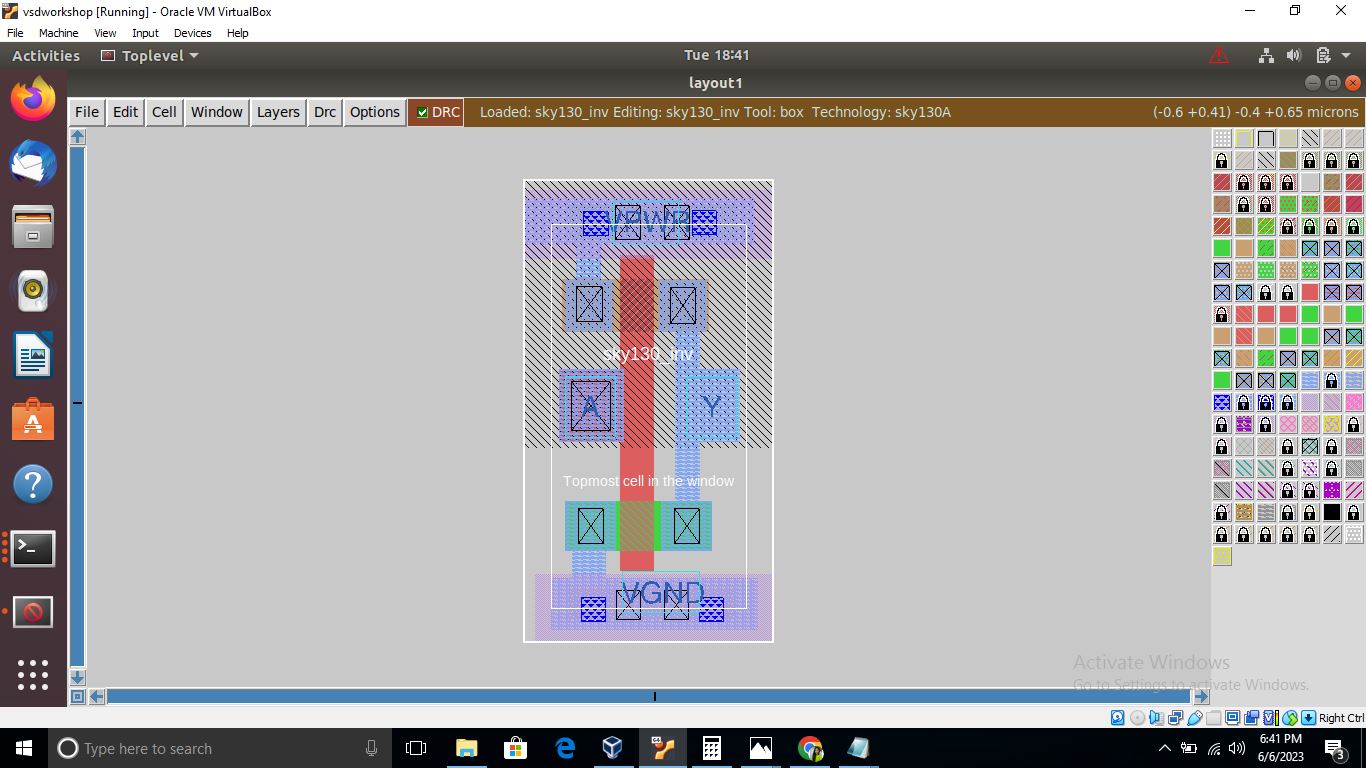 vsdworkshop [Running] - Oracle VM VirtualBox
File Machine View Input Devices Help
Activities Toplevel Tue 18:41
layout1
File Edit Cell Window Layers Drc Options DRC Loaded: sky130_inv Editing: sky130_inv Tool: box Technology: sky130A (-0.6 +0.41) -0.4 +0.65 microns
VPWR
sky130_inv
A Y
Topmost cell in the window
VGND
Activate Windows
Go to Settings to activate Windows.
Right Ctrl
Type here to search
6:41 PM
6/6/2023
3